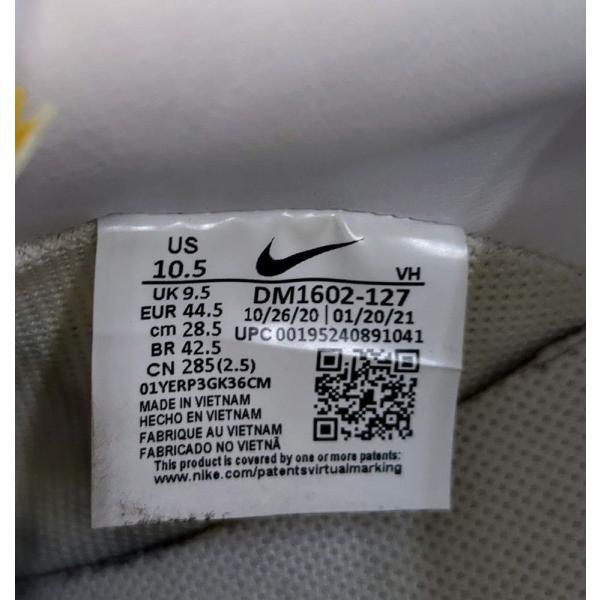 US
10.5
VH
UK 9.5
DM1602-127
EUR 44.5
10/26/20 | 01/20/21
cm 28.5
UPC 00195240891041
BR 42.5
CN 285(2.5)
01YERP3GK36CM
MADE IN VIETNAM
HECHO EN VIETNAM
FABRIQUE AU VIETNAM
FABRICADO NO VIETNÃ
This product is covered by one or more patents:
www.nike.com/patentsvirtualmarking